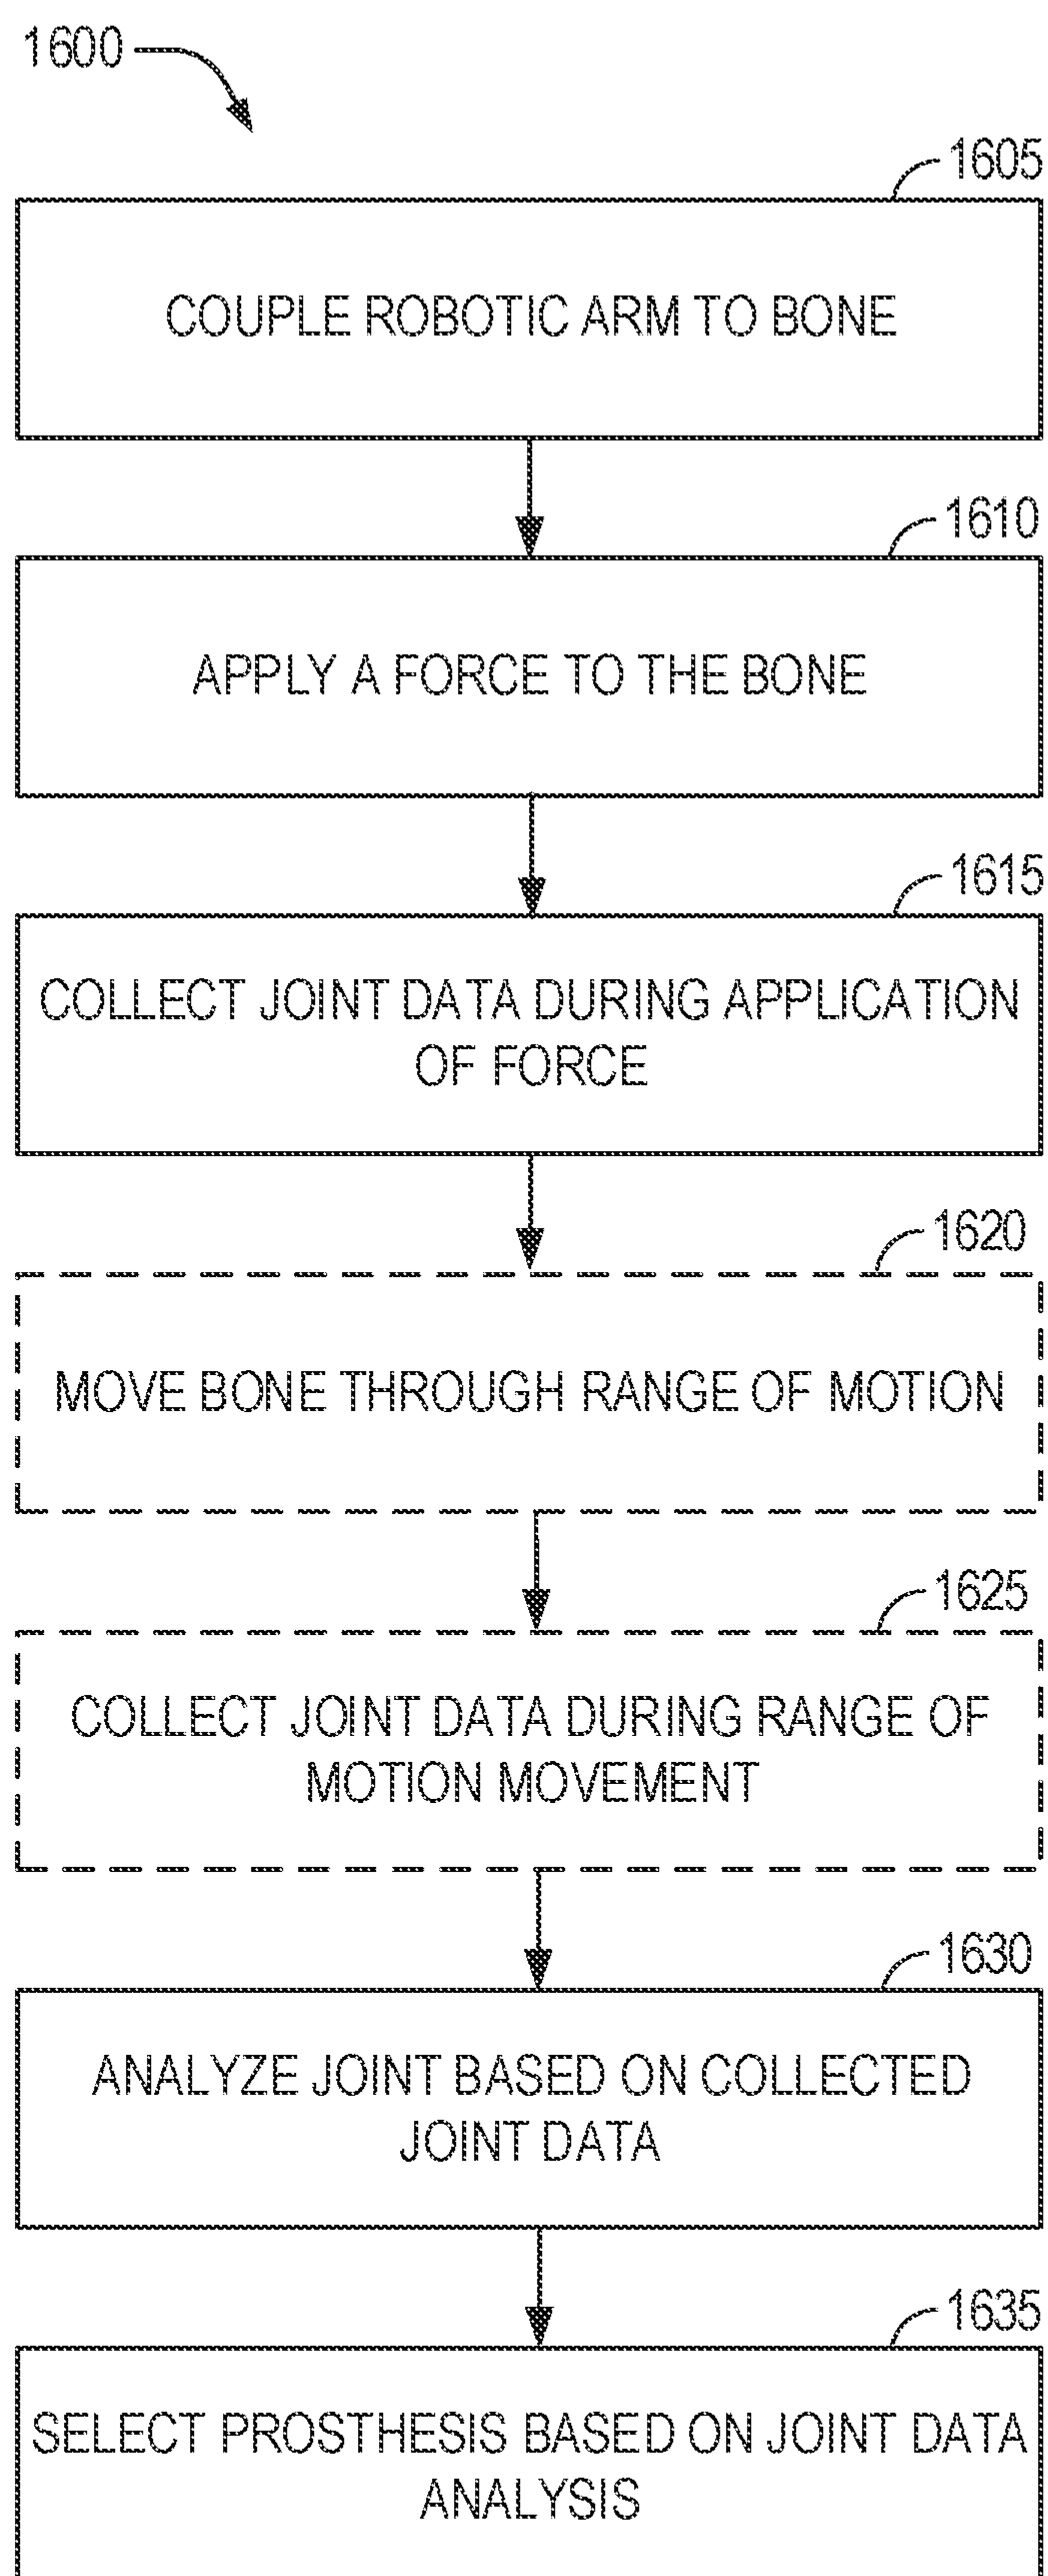 1600
1605
COUPLE ROBOTIC ARM TO BONE
1610
APPLY A FORCE TO THE BONE
1615
COLLECT JOINT DATA DURING APPLICATION
OF FORCE
1620
MOVE BONE THROUGH RANGE OF MOTION
1625
COLLECT JOINT DATA DURING RANGE OF
MOTION MOVEMENT
1630
ANALYZE JOINT BASED ON COLLECTED
JOINT DATA
1635
SELECT PROSTHESIS BASED ON JOINT DATA
ANALYSIS